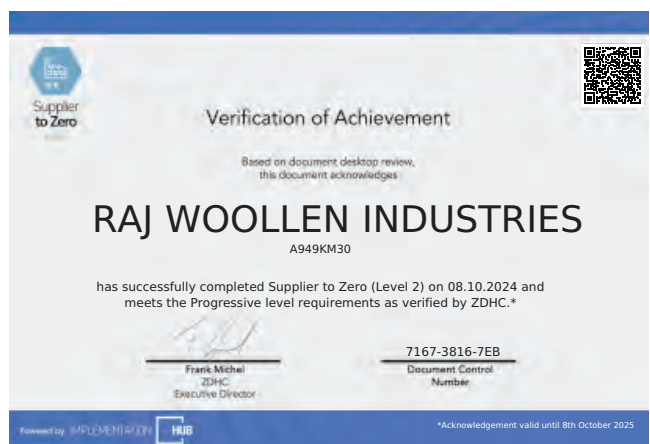 Supplier
to Zero
Verification of Achievement
Based on document desktop review,
this document acknowledges
RAJ WOOLLEN INDUSTRIES
A949KM30
has successfully completed Supplier to Zero (Level 2) on 08.10.2024 and
meets the Progressive level requirements as verified by ZDHC.*
7167-3816-7EB
Frank Michel
ZDHC
Executive Director
Document Control
Number
Powered by IMPLEMENTATION HUB
*Acknowledgement valid until 8th October 2025